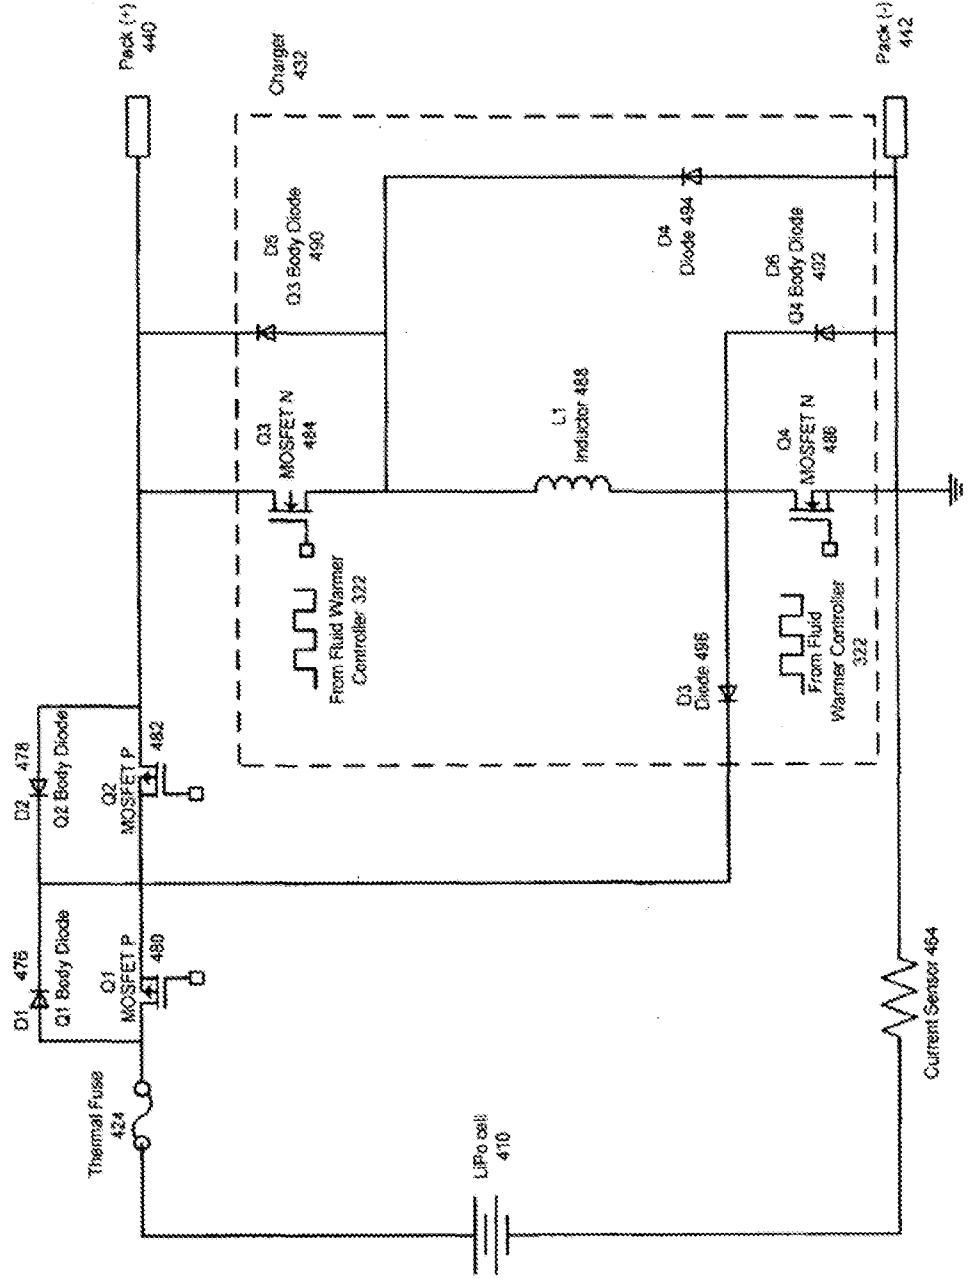 D1 476
Q1 Body Diode
D2 478
Q2 Body Diode
Thermal Fuse
424
Q1
MOSFET P
480
Q2
MOSFET P
482
Pack (+)
440
Charger
432
Q3
MOSFET N
484
D5
Q3 Body Diode
490
From Fluid Warmer
Controller 322
LiPo cell
410
L1
Inductor 488
D3
Diode 496
D4
Diode 494
Q4
MOSFET N
486
D6
Q4 Body Diode
492
From Fluid
Warmer Controller
322
Current Sensor 464
Pack (-)
442